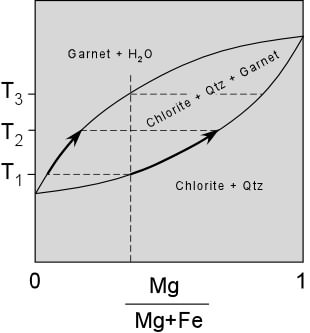 Garnet + H₂O
Chlorite + Qtz + Garnet
T₃
T₂
T₁
Chlorite + Qtz
0
1
Mg
Mg+Fe